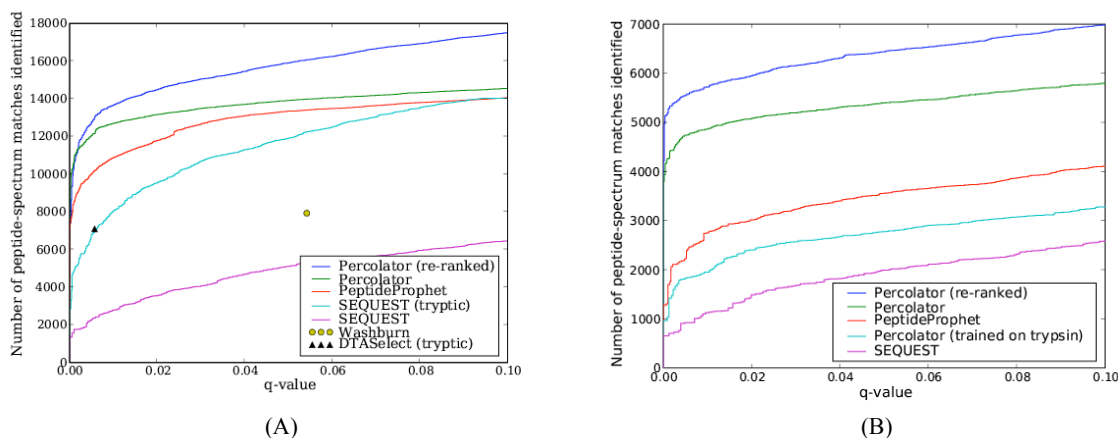 Number of peptide-spectrum matches identified
18000
16000
14000
12000
10000
8000
6000
4000
2000
0
0.00
0.02
0.04
0.06
0.08
0.10
q-value
Percolator (re-ranked)
Percolator
PeptideProphet
SEQUEST (tryptic)
SEQUEST
Washburn
DTASelect (tryptic)
(A)
Number of peptide-spectrum matches identified
7000
6000
5000
4000
3000
2000
1000
0
0.00
0.02
0.04
0.06
0.08
0.10
q-value
Percolator (re-ranked)
Percolator
PeptideProphet
Percolator (trained on trypsin)
SEQUEST
(B)